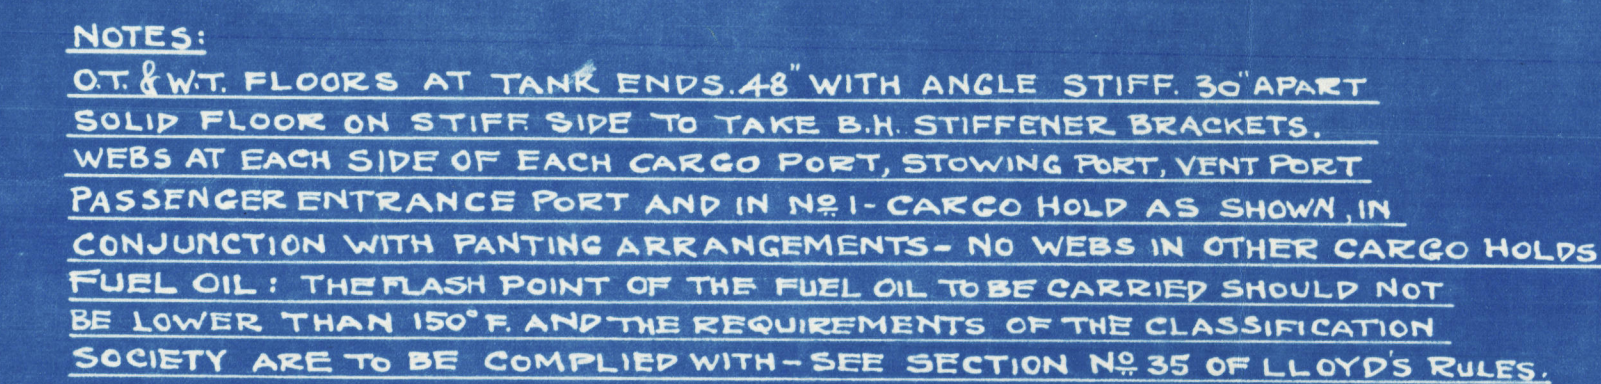 NOTES:
O.T. & W.T. FLOORS AT TANK ENDS. 48" WITH ANGLE STIFF. 30" APART
SOLID FLOOR ON STIFF. SIDE TO TAKE B.H. STIFFENER BRACKETS.
WEBS AT EACH SIDE OF EACH CARGO PORT, STOWING PORT, VENT PORT
PASSENGER ENTRANCE PORT AND IN Nº 1 - CARGO HOLD AS SHOWN, IN
CONJUNCTION WITH PANTING ARRANGEMENTS - NO WEBS IN OTHER CARGO HOLDS
FUEL OIL: THE FLASH POINT OF THE FUEL OIL TO BE CARRIED SHOULD NOT
BE LOWER THAN 150° F. AND THE REQUIREMENTS OF THE CLASSIFICATION
SOCIETY ARE TO BE COMPLIED WITH - SEE SECTION Nº 35 OF LLOYD'S RULES.